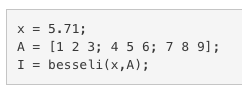 x = 5.71;
A = [1 2 3; 4 5 6; 7 8 9];
I = besseli(x,A);